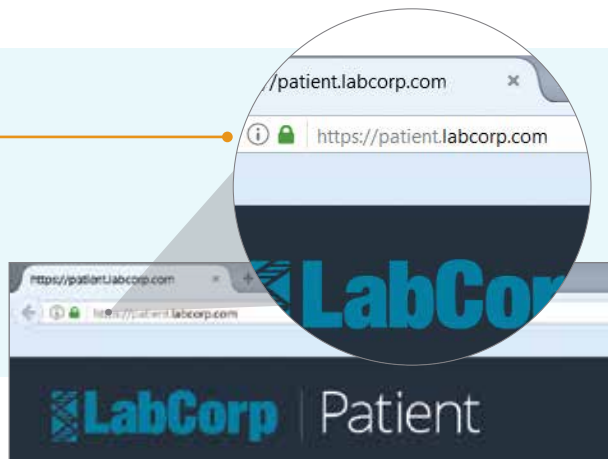 //patient.labcorp.com ×
https://patient.labcorp.com
LabCor
https://patient.labcorp.com × +
https://patient.labcorp.com
LabCorp | Patient